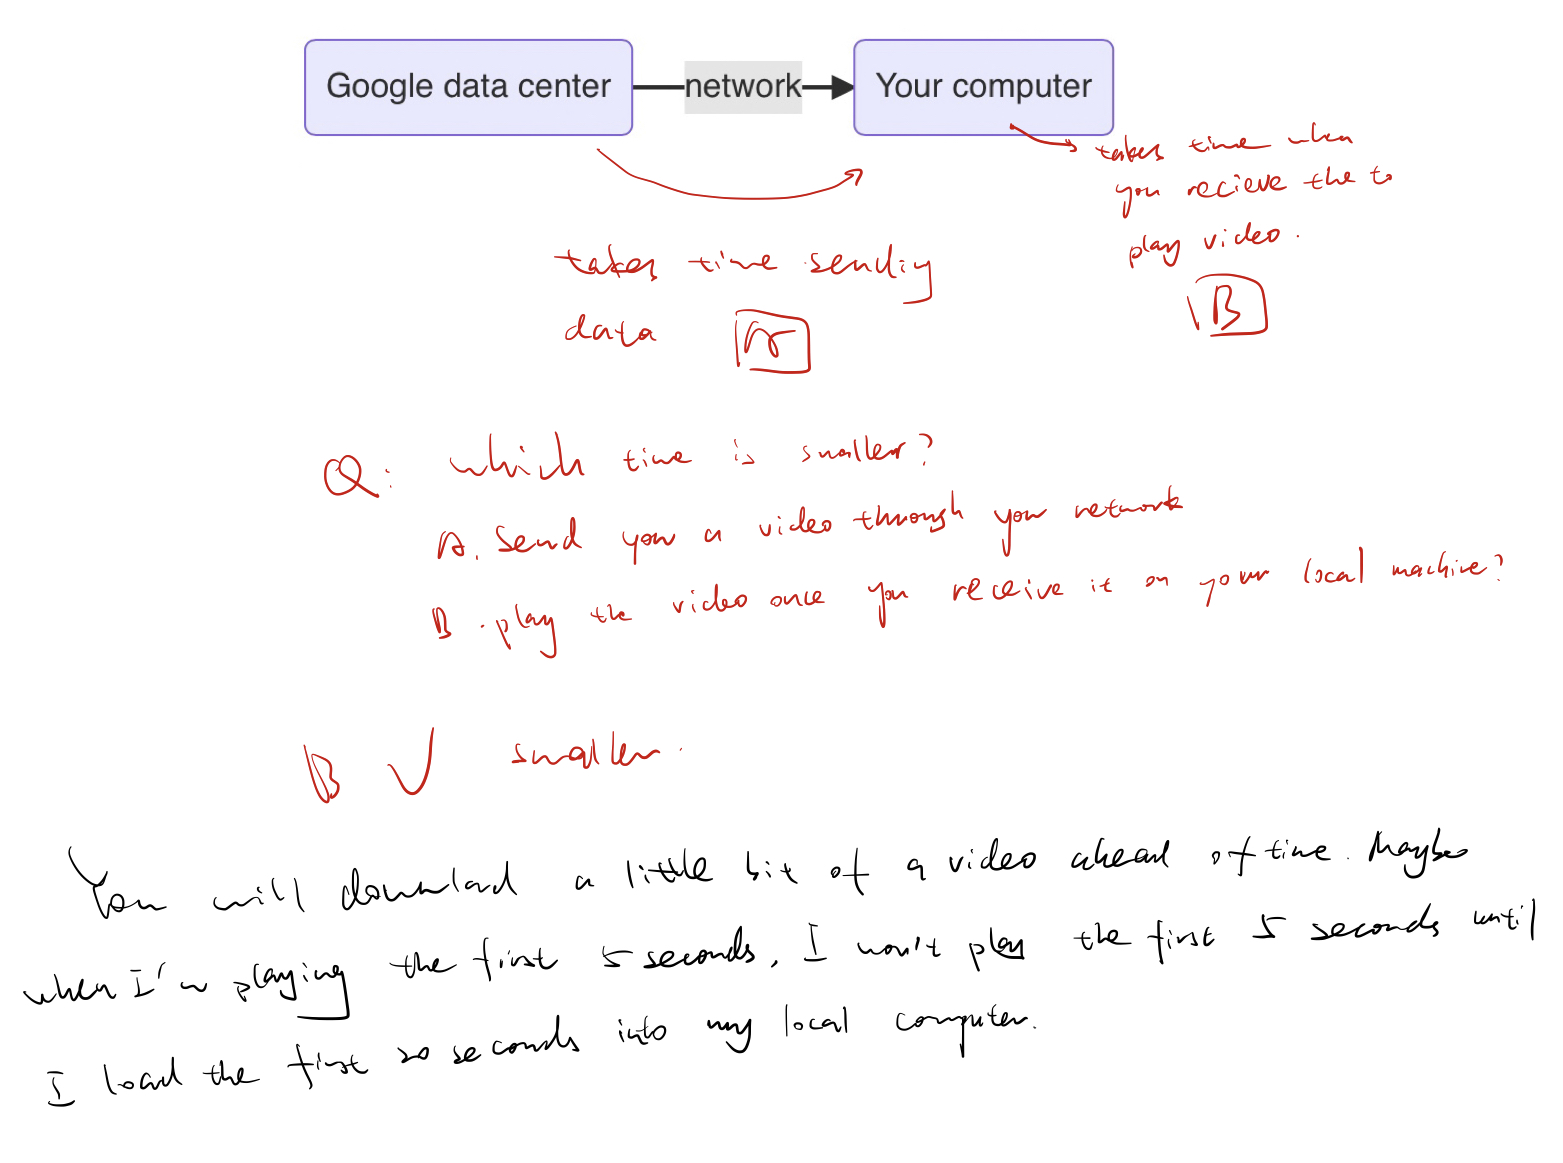 Google data center
network
Your computer
takes time when
you recieve the to
play video.
B
takes time sending
data A
Q: which time is smaller?
A. Send you a video through your network
B. play the video once you receive it on your local machine?
B ✓ smaller.
You will download a little bit of a video ahead of time. Maybe
when I'm playing the first 5 seconds, I won't play the first 5 seconds until
I load the first 20 seconds into my local computer.